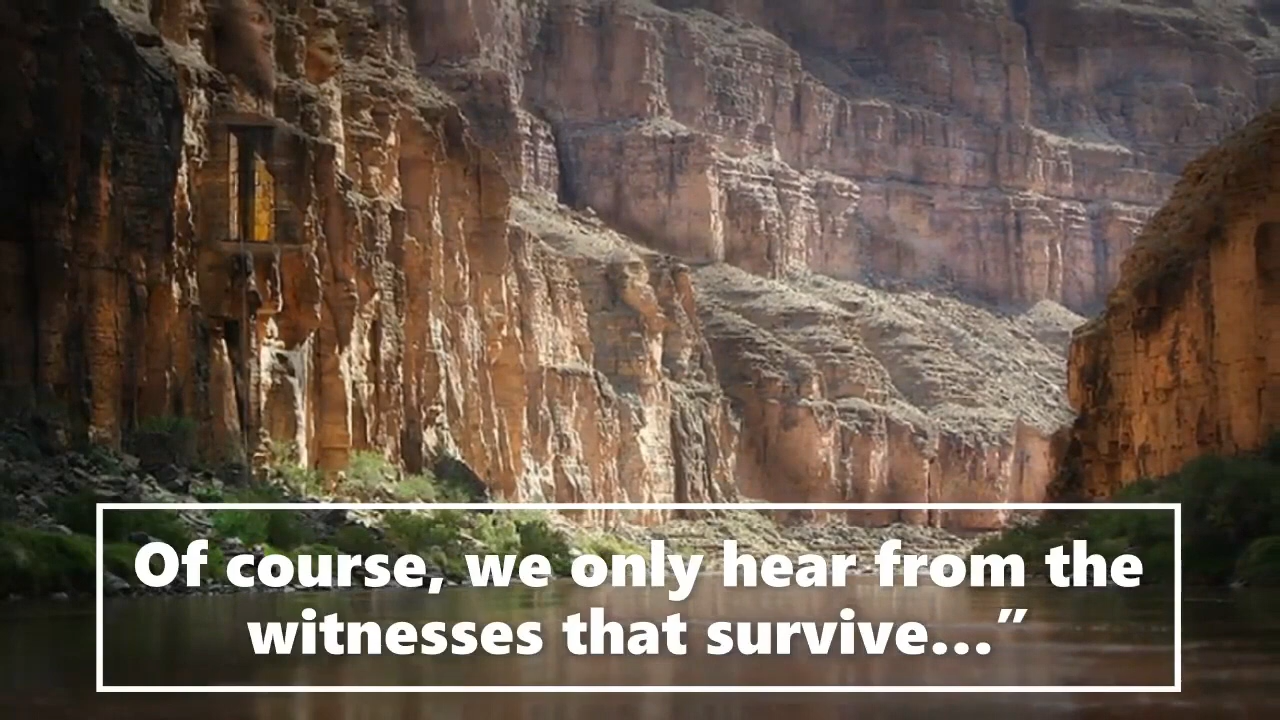 Of course, we only hear from the
witnesses that survive...”